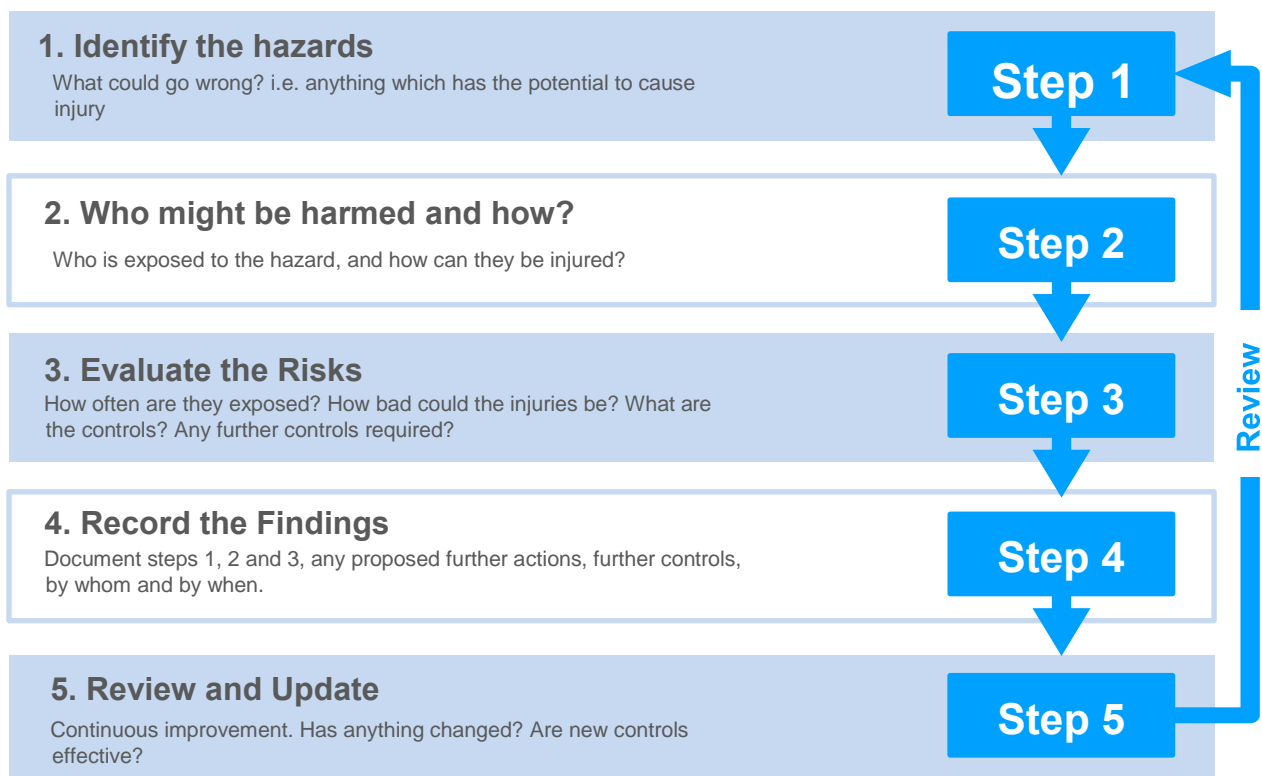 1. Identify the hazards
What could go wrong? i.e. anything which has the potential to cause
injury
Step 1
2. Who might be harmed and how?
Who is exposed to the hazard, and how can they be injured?
Step 2
3. Evaluate the Risks
How often are they exposed? How bad could the injuries be? What are
the controls? Any further controls required?
Step 3
Review
4. Record the Findings
Document steps 1, 2 and 3, any proposed further actions, further controls,
by whom and by when.
Step 4
5. Review and Update
Continuous improvement. Has anything changed? Are new controls
effective?
Step 5